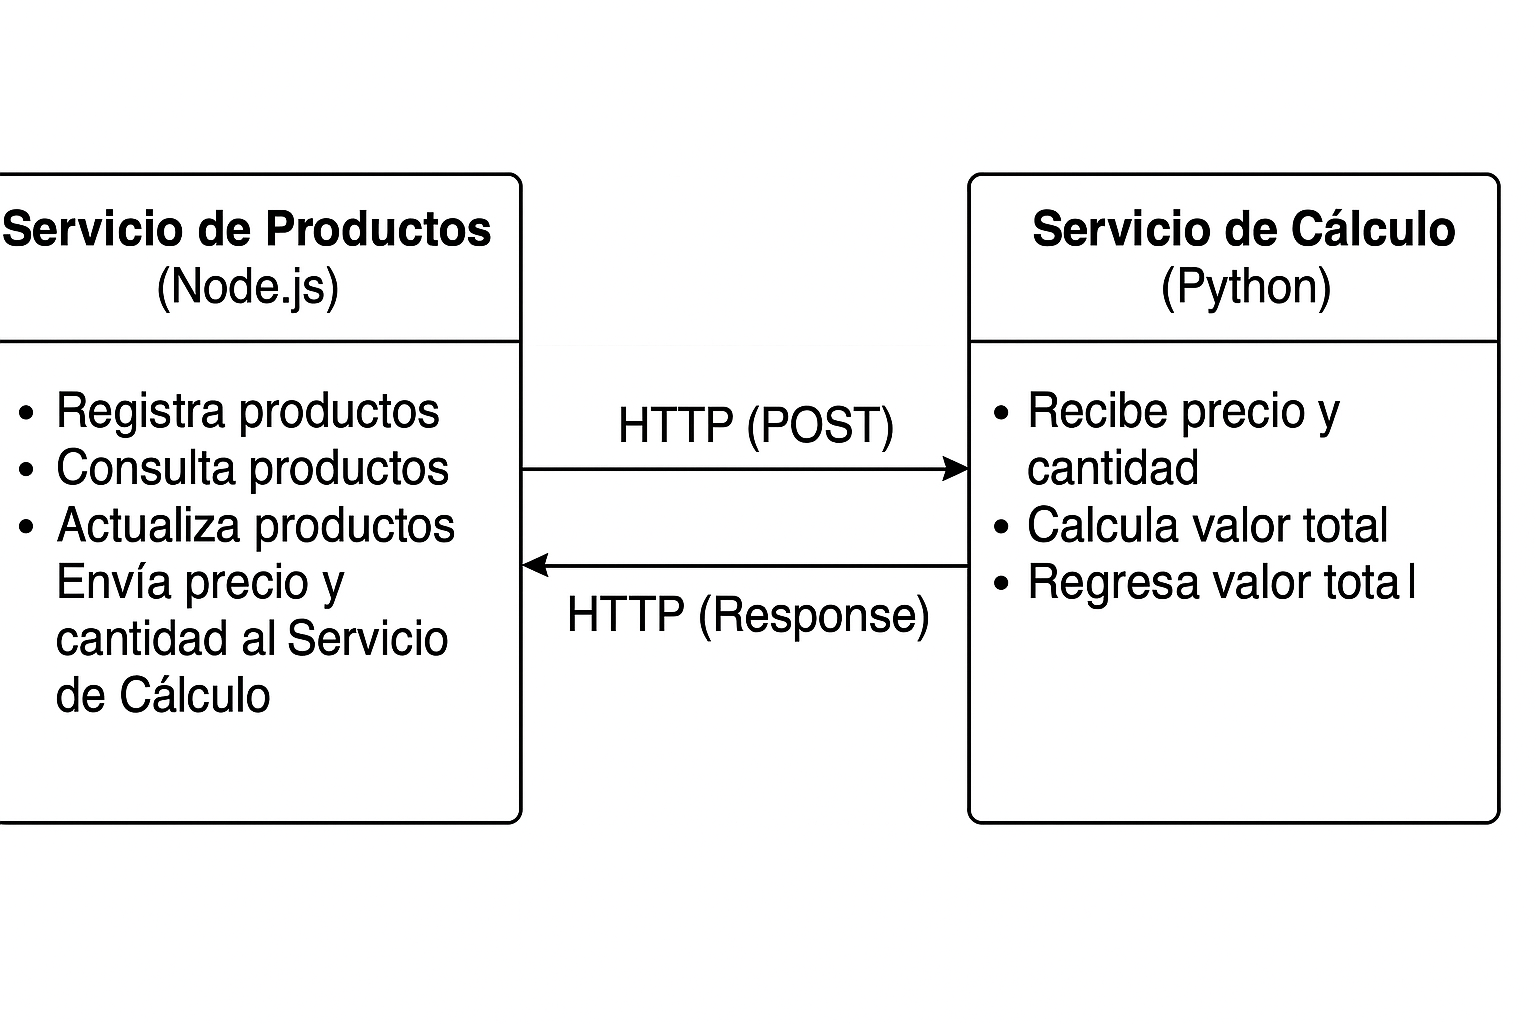 Servicio de Productos
(Node.js)
• Registra productos
• Consulta productos
• Actualiza productos
Envía precio y
cantidad al Servicio
de Cálculo
HTTP (POST)
HTTP (Response)
Servicio de Cálculo
(Python)
• Recibe precio y
cantidad
• Calcula valor total
• Regresa valor total